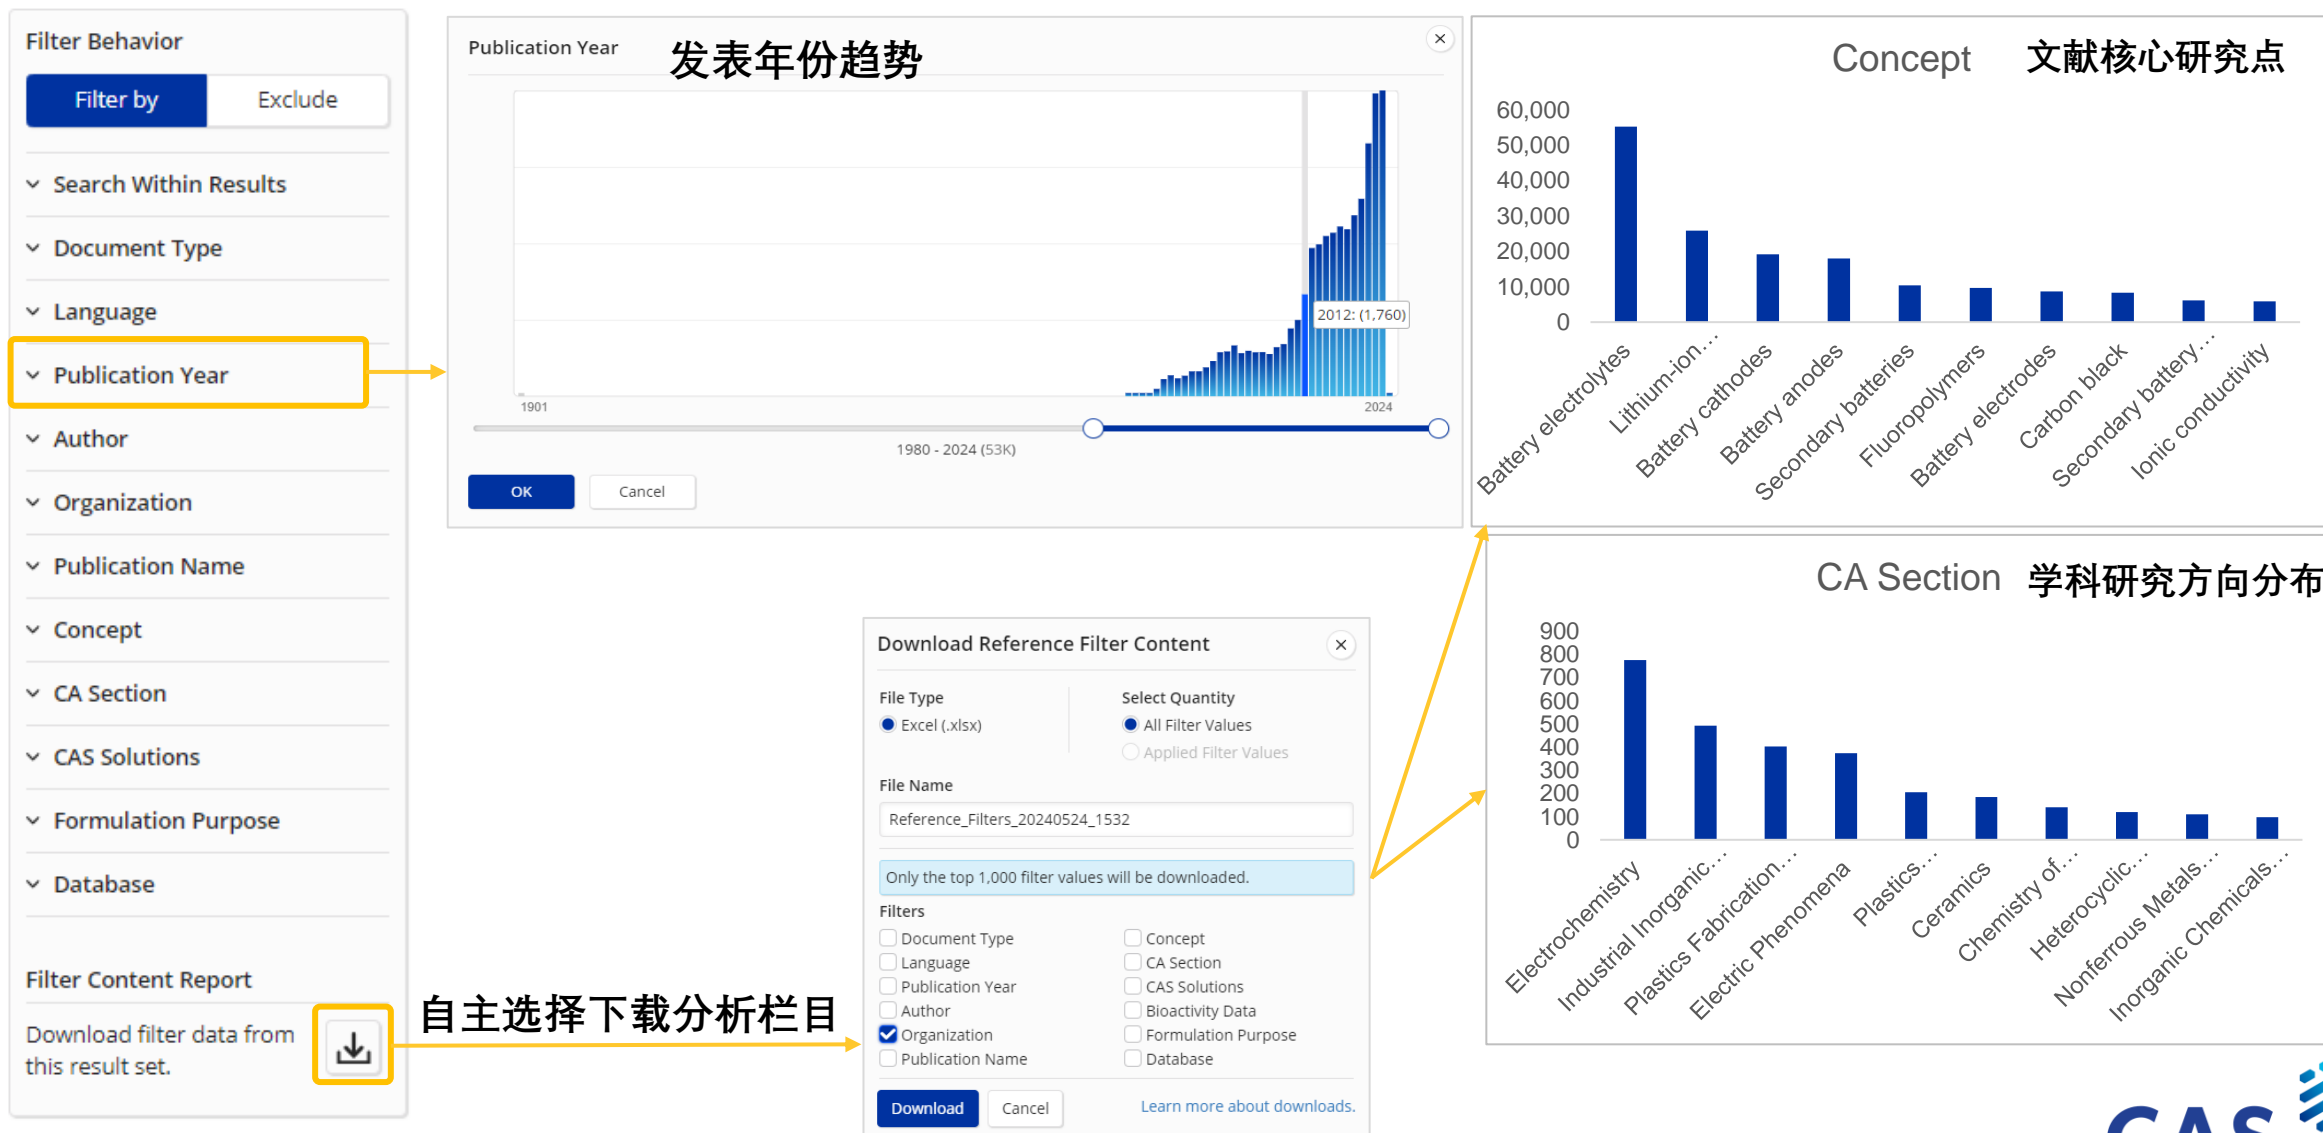 Filter Behavior
Filter by
Exclude
Search Within Results
Document Type
Language
Publication Year
Author
Organization
Publication Name
Concept
CA Section
CAS Solutions
Formulation Purpose
Database
Filter Content Report
Download filter data from
this result set.
Publication Year
发表年份趋势
2012: (1,760)
1901
2024
1980 - 2024 (53K)
OK
Cancel
自主选择下载分析栏目
Download Reference Filter Content
File Type
Select Quantity
Excel (.xlsx)
All Filter Values
Applied Filter Values
File Name
Reference_Filters_20240524_1532
Only the top 1,000 filter values will be downloaded.
Filters
Document Type
Language
Publication Year
Author
Organization
Publication Name
Concept
CA Section
CAS Solutions
Bioactivity Data
Formulation Purpose
Database
Download
Cancel
Learn more about downloads.
Concept 文献核心研究点
60,000
50,000
40,000
30,000
20,000
10,000
0
Battery electrolytes
Lithium-ion...
Battery cathodes
Battery anodes
Secondary batteries
Fluoropolymers
Battery electrodes
Carbon black
Secondary battery...
Ionic conductivity
CA Section 学科研究方向分布
900
800
700
600
500
400
300
200
100
0
Electrochemistry
Industrial Inorganic...
Plastics Fabrication...
Electric Phenomena
Plastics...
Ceramics
Chemistry of...
Heterocyclic...
Nonferrous Metals...
Inorganic Chemicals...
CAS